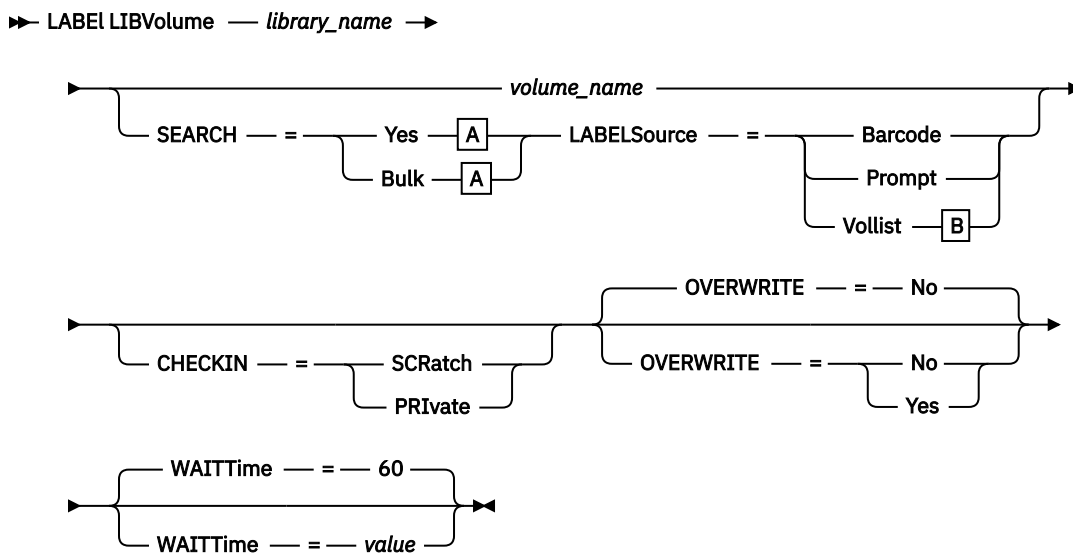 LABEl LIBVolume library_name
volume_name
SEARCH = Yes A LABELSource = Barcode
Bulk A Prompt
Vollist B
OVERWRITE = No
CHECKIN = SCRatch OVERWRITE = No
PRIvate Yes
WAITTime = 60
WAITTime = value